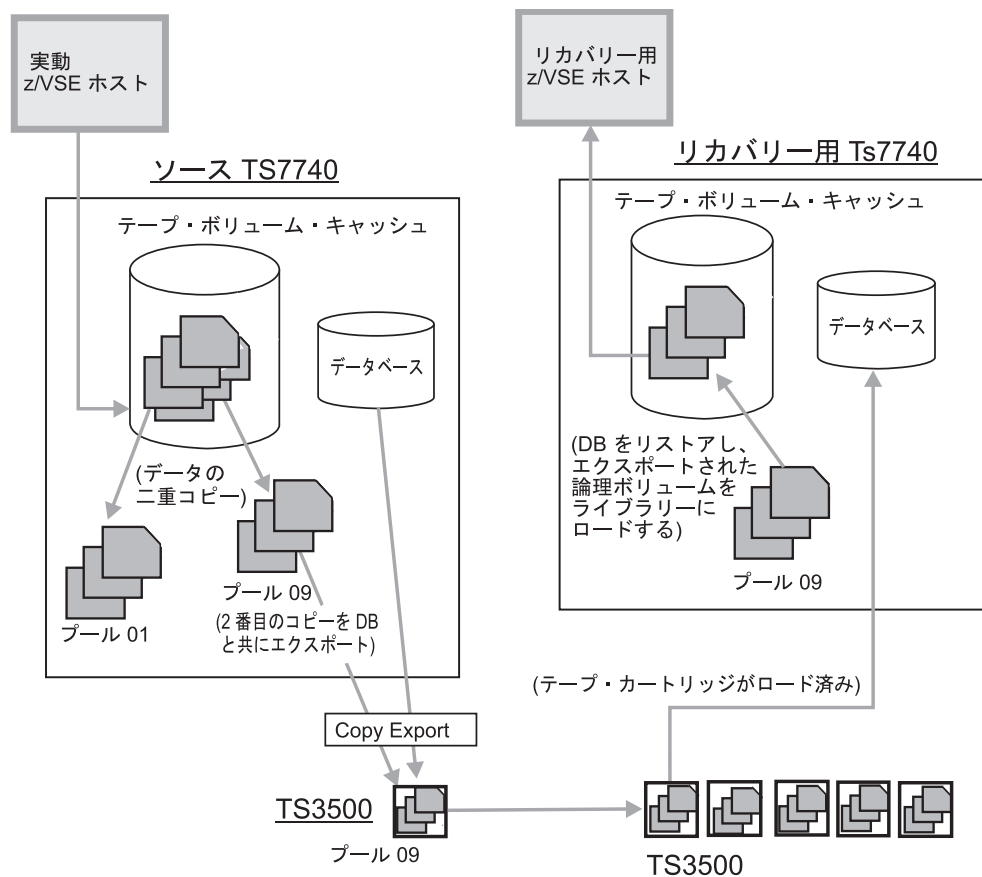 実動
z/VSE ホスト
リカバリー用
z/VSE ホスト
ソース TS7740
リカバリー用 Ts7740
テープ・ボリューム・キャッシュ
データベース
(データの
二重コピー)
プール 01
プール 09
(2 番目のコピーを DB
と共にエクスポート)
テープ・ボリューム・キャッシュ
データベース
(DB をリストアし、
エクスポートされた
論理ボリュームを
ライブラリーに
ロードする)
プール 09
(テープ・カートリッジがロード済み)
Copy Export
TS3500
プール 09
TS3500